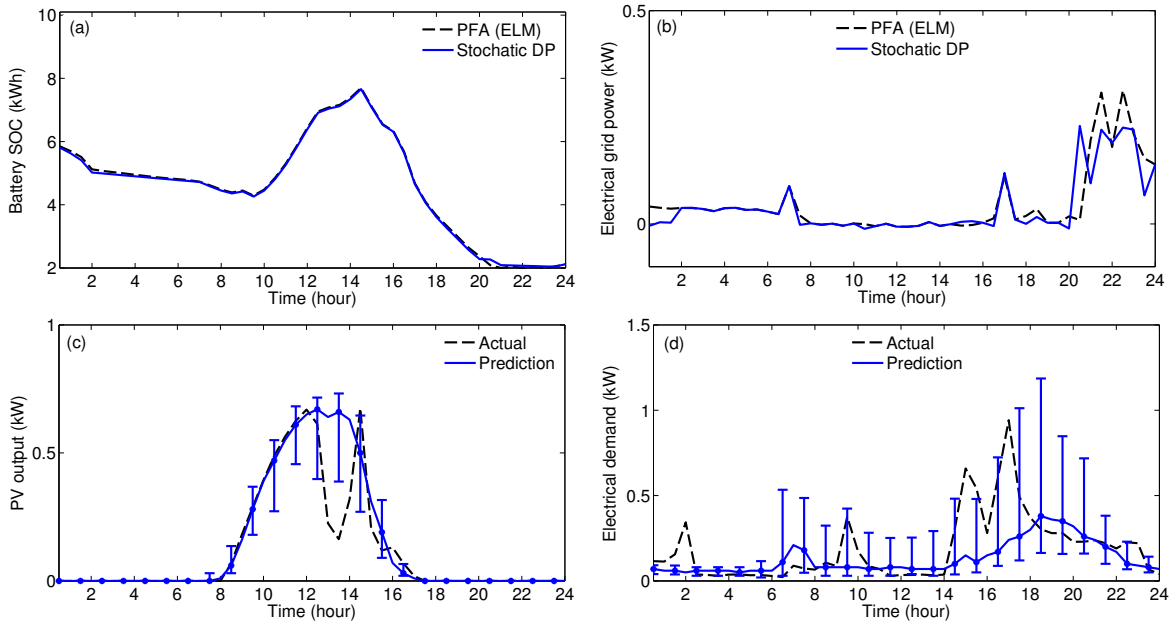 (a)
PFA (ELM)
Stochatic DP
Battery SOC (kWh)
10
8
6
4
2
2 4 6 8 10 12 14 16 18 20 22 24
Time (hour)
(b)
PFA (ELM)
Stochatic DP
Electrical grid power (kW)
0.5
0
2 4 6 8 10 12 14 16 18 20 22 24
Time (hour)
(c)
Actual
Prediction
PV output (kW)
1
0.5
0
2 4 6 8 10 12 14 16 18 20 22 24
Time (hour)
(d)
Actual
Prediction
Electrical demand (kW)
1.5
1
0.5
0
2 4 6 8 10 12 14 16 18 20 22 24
Time (hour)